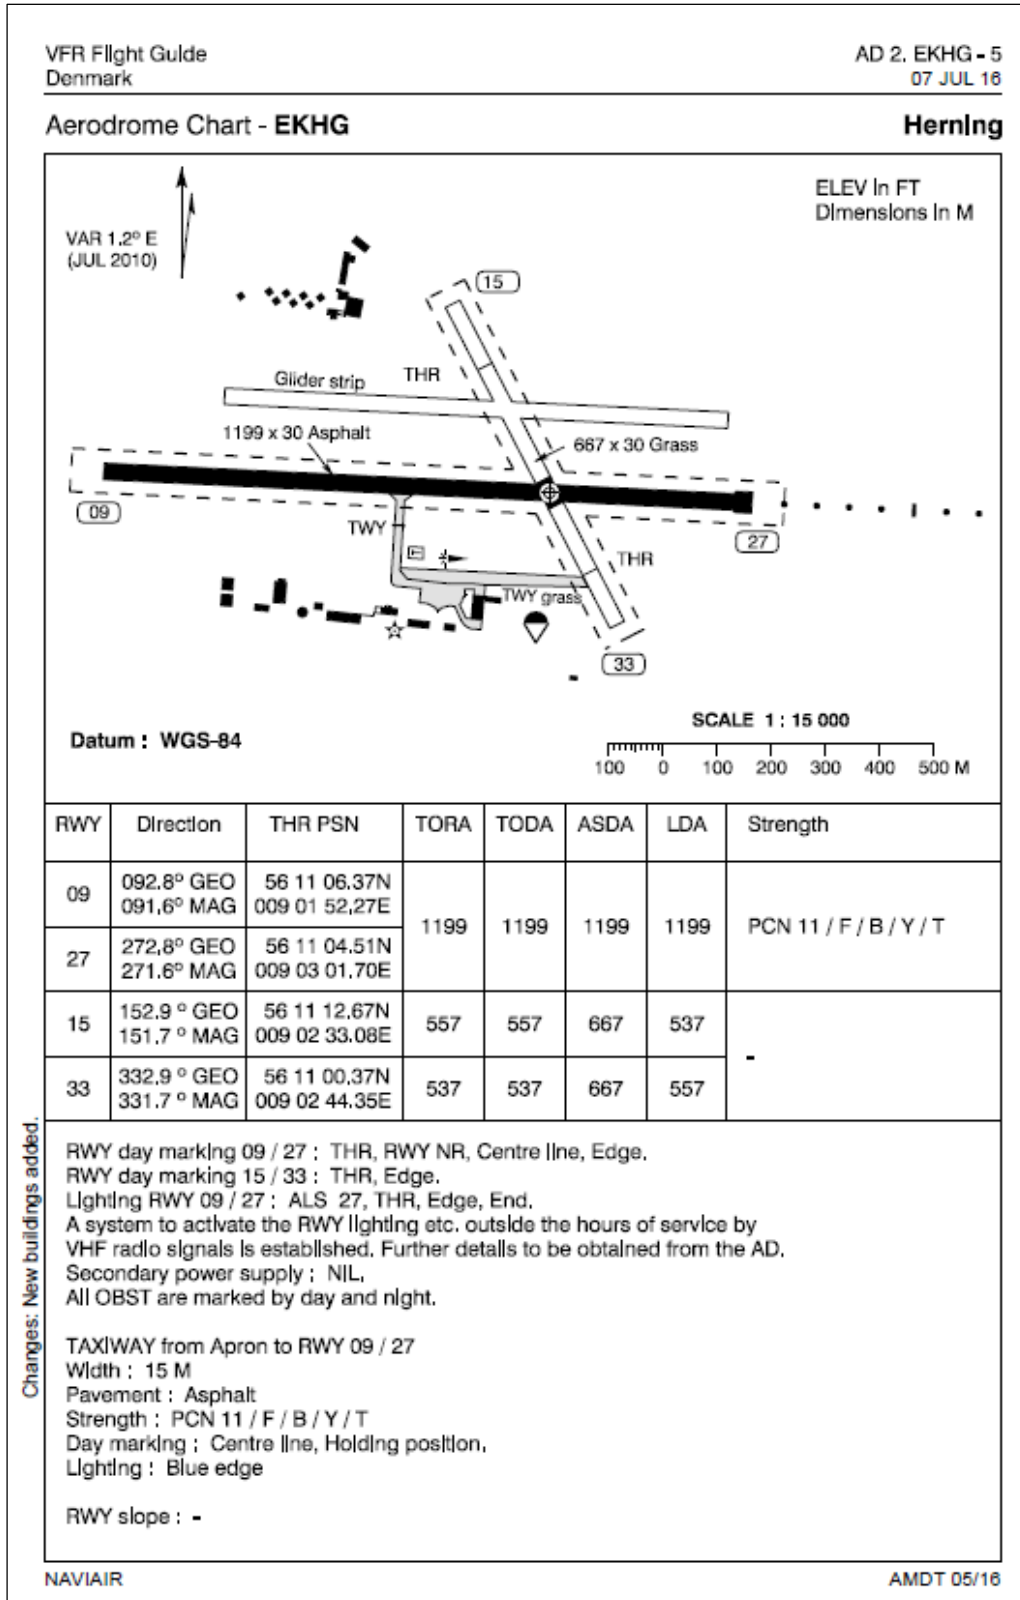 VFR Flight Guide
Denmark
AD 2. EKHG - 5
07 JUL 16
Aerodrome Chart - EKHG
Herning
VAR 1.2° E
(JUL 2010)
ELEV in FT
Dimensions in M
15
THR
Glider strip
1199 x 30 Asphalt
667 x 30 Grass
09
TWY
27
T
THR
TWY grass
33
Datum : WGS-84
SCALE 1 : 15 000
100 0 100 200 300 400 500 M
RWY Direction THR PSN TORA TODA ASDA LDA Strength
09 092.8° GEO 56 11 06.37N
091.6° MAG 009 01 52.27E
1199 1199 1199 1199 PCN 11 / F / B / Y / T
27 272.8° GEO 56 11 04.51N
271.6° MAG 009 03 01.70E
15 152.9 ° GEO 56 11 12.67N 557 557 667 537
151.7 ° MAG 009 02 33.08E
-
33 332.9 ° GEO 56 11 00.37N 537 537 667 557
331.7 ° MAG 009 02 44.35E
RWY day marking 09 / 27 : THR, RWY NR, Centre line, Edge.
RWY day marking 15 / 33 : THR, Edge.
Lighting RWY 09 / 27 : ALS 27, THR, Edge, End.
A system to activate the RWY lighting etc. outside the hours of service by
VHF radio signals is established. Further details to be obtained from the AD.
Secondary power supply : NIL.
All OBST are marked by day and night.
TAXIWAY from Apron to RWY 09 / 27
Width : 15 M
Pavement : Asphalt
Strength : PCN 11 / F / B / Y / T
Day marking : Centre line, Holding position.
Lighting : Blue edge
RWY slope : -
Changes: New buildings added.
NAVIAIR
AMDT 05/16